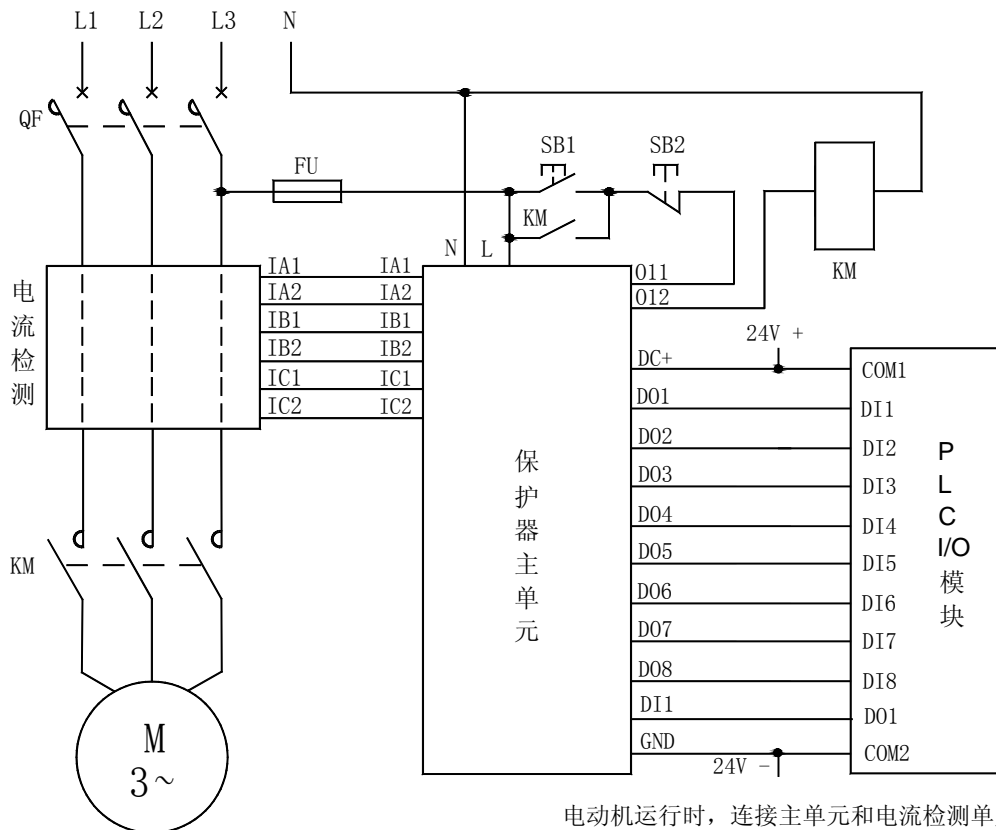 L1 L2 L3 N
QF
FU
SB1 SB2
KM
N L
KM
电流检测
IA1 IA1
IA2 IA2
IB1 IB1
IB2 IB2
IC1 IC1
IC2 IC2
O11
O12
24V +
DC+ COM1
DO1 DI1
DO2 DI2
DO3 DI3
DO4 DI4
DO5 DI5
DO6 DI6
DO7 DI7
DO8 DI8
DI1 DO1
GND COM2
24V -
保护器主单元
PLC I/O 模块
KM
M
3~
电动机运行时，连接主单元和电流检测单